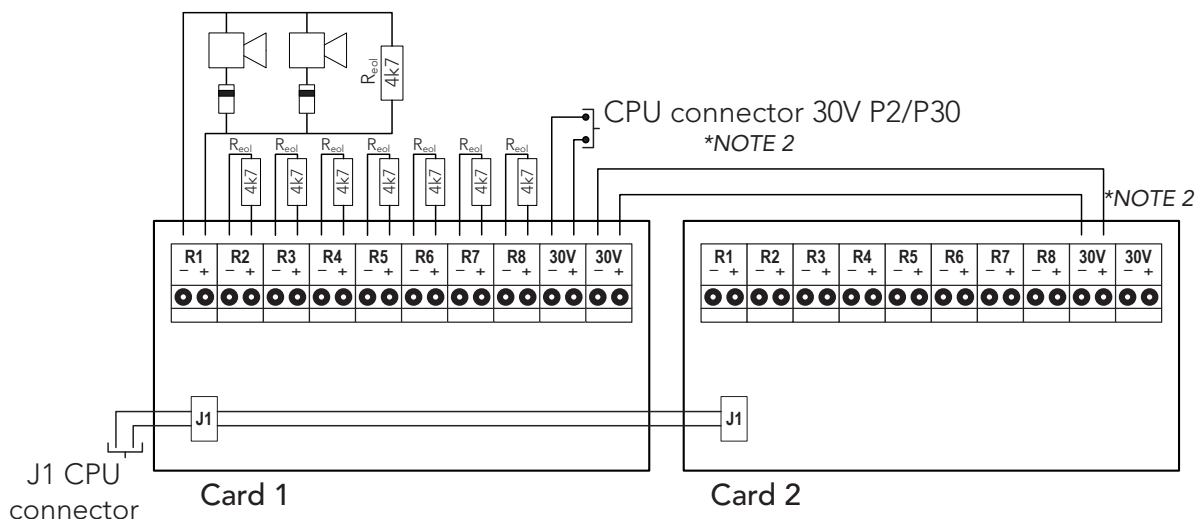 Reol
4k7
CPU connector 30V P2/P30
*NOTE 2
Reol Reol Reol Reol Reol Reol Reol
4k7 4k7 4k7 4k7 4k7 4k7 4k7
*NOTE 2
R1 R2 R3 R4 R5 R6 R7 R8 30V 30V
− + − + − + − + − + − + − + − + − + − +
R1 R2 R3 R4 R5 R6 R7 R8 30V 30V
− + − + − + − + − + − + − + − + − + − +
J1
J1
J1 CPU
connector
Card 1
Card 2